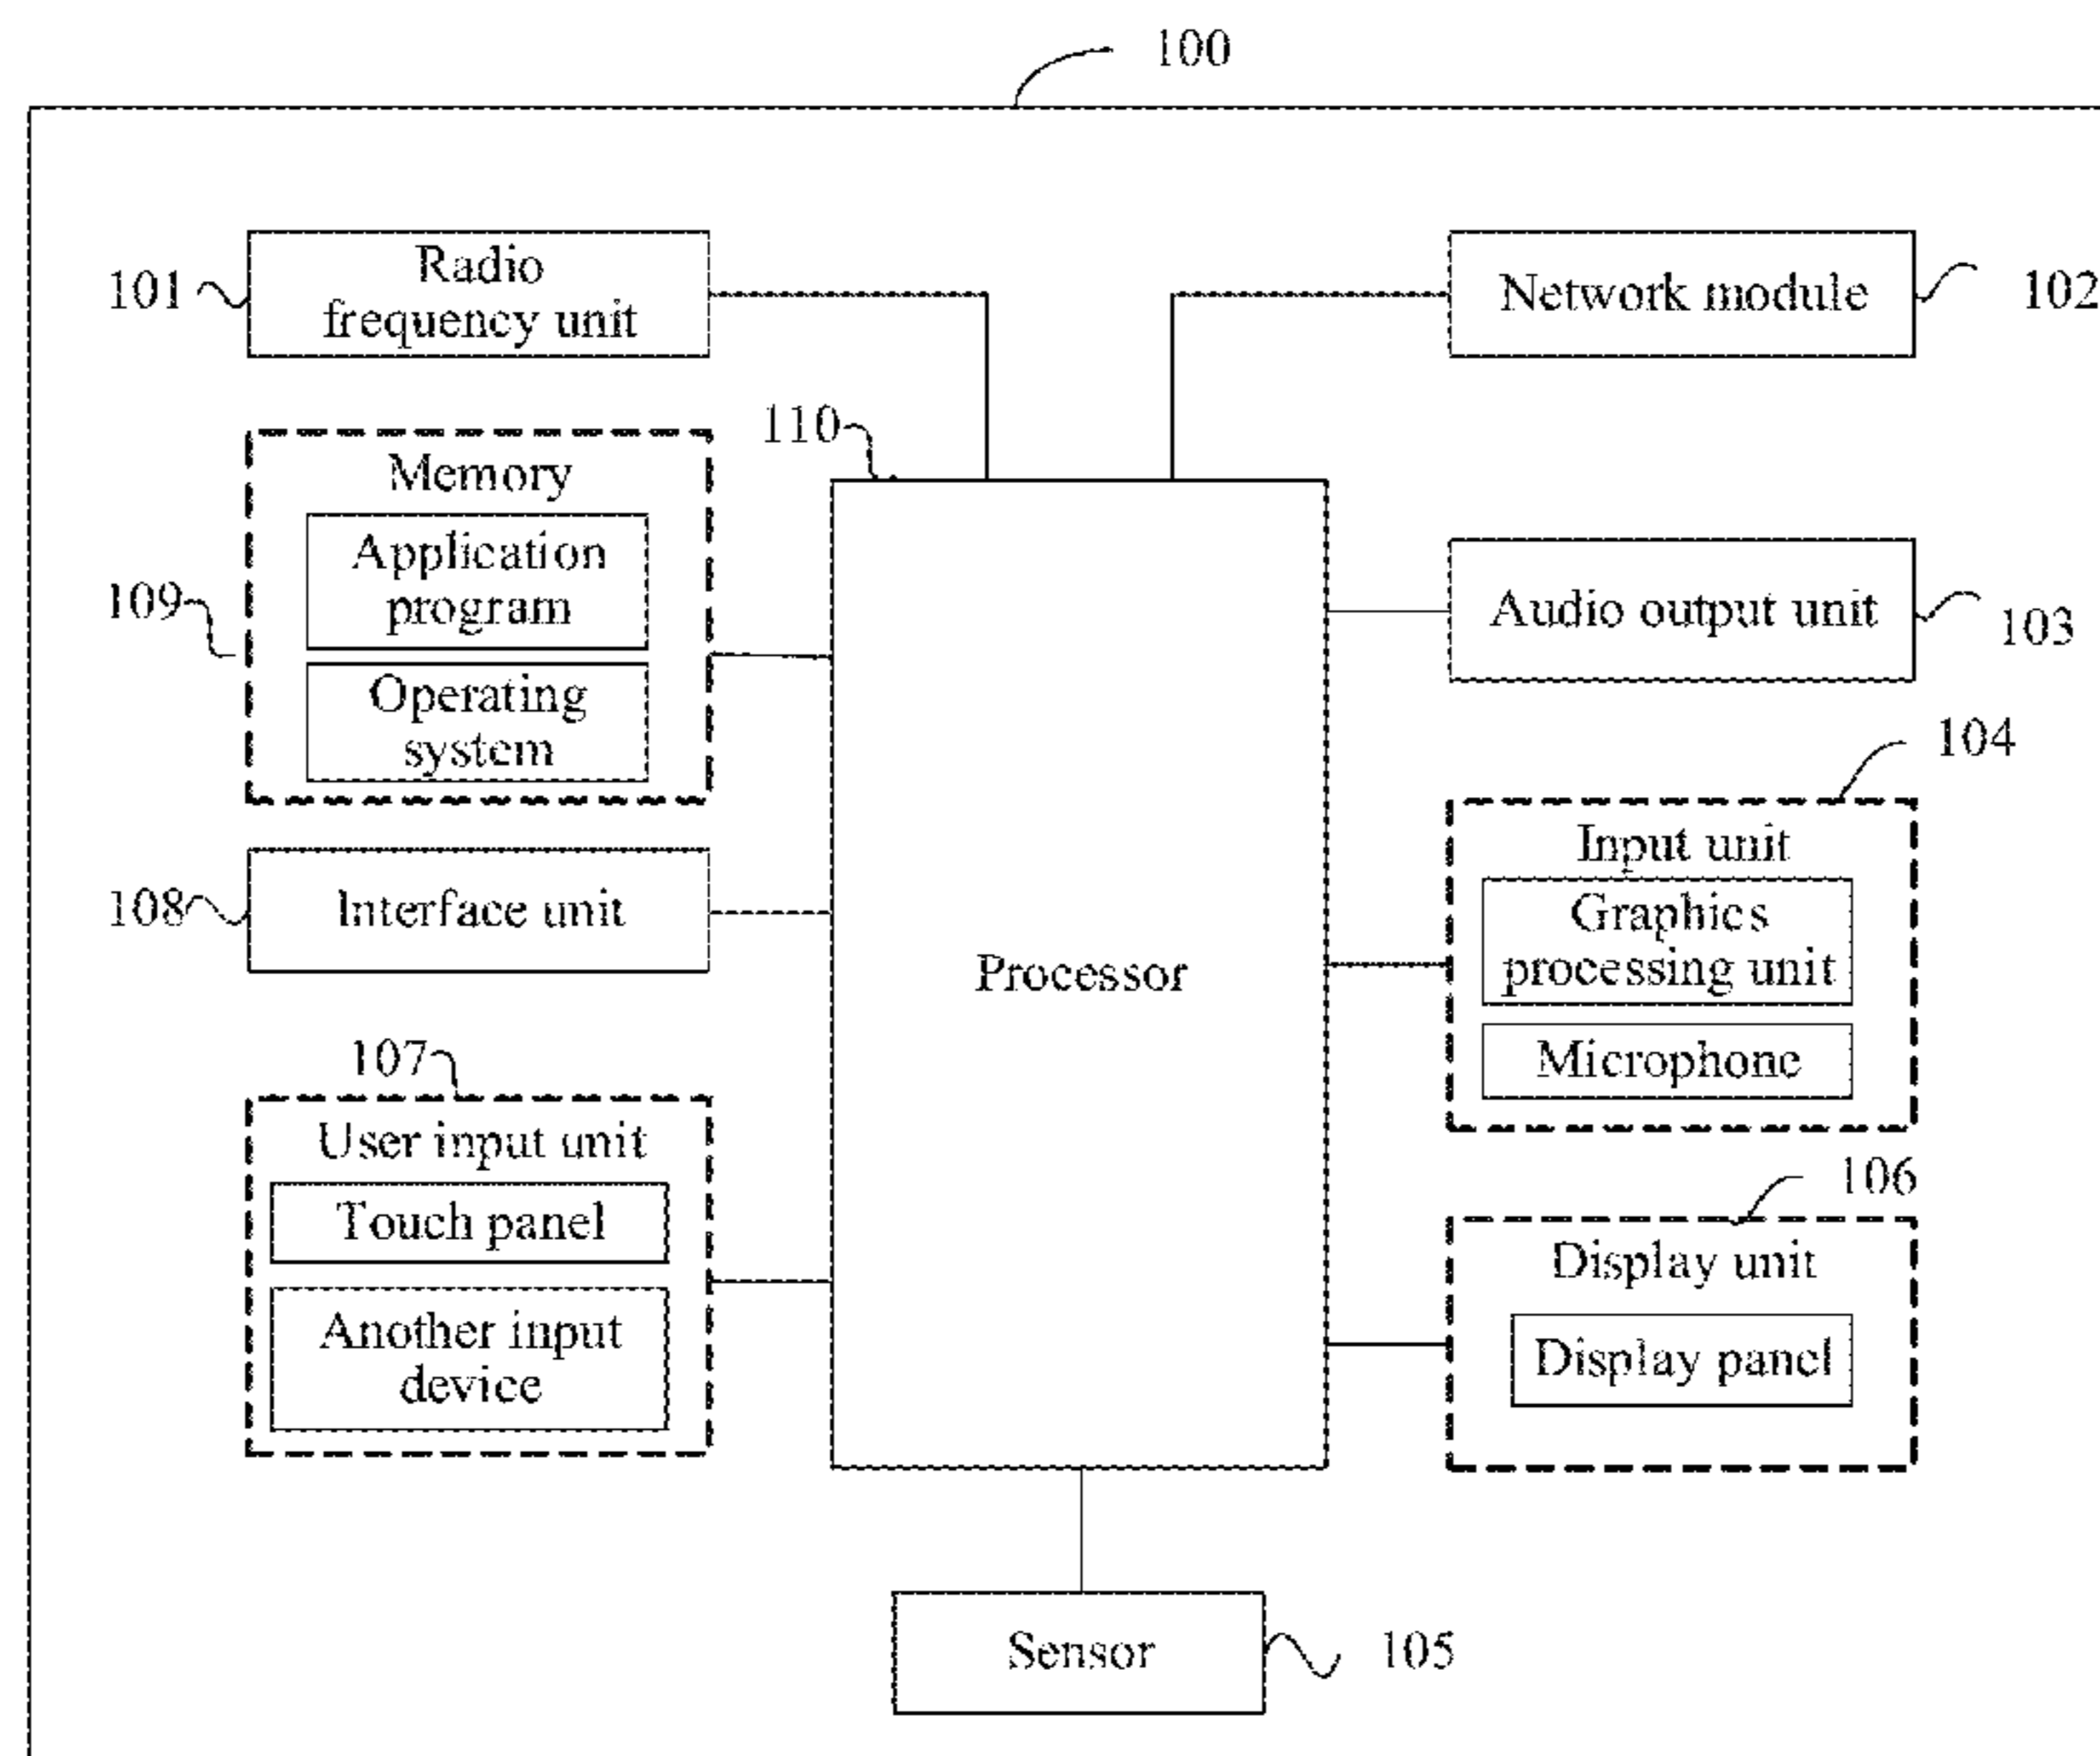 100
101
Radio
frequency unit
Network module
102
110
Memory
Application
program
Operating
system
109
Audio output unit
103
104
Input unit
Graphics
processing unit
Microphone
108
Interface unit
Processor
107
User input unit
Touch panel
Another input
device
106
Display unit
Display panel
Sensor
105